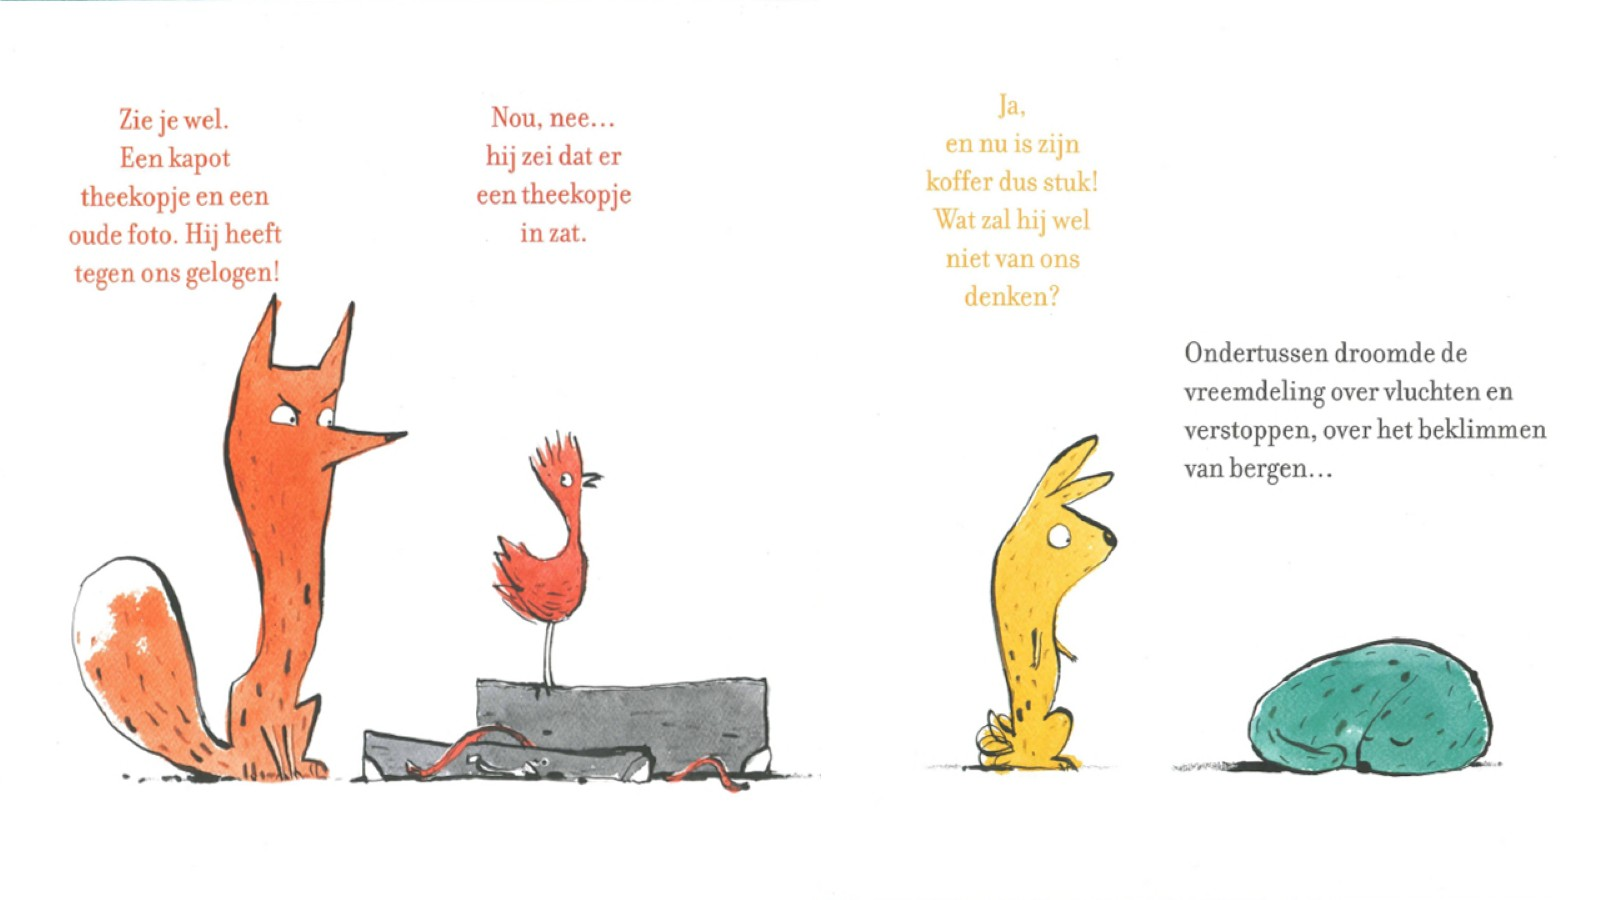 Zie je wel.
Een kapot
theekopje en een
oude foto. Hij heeft
tegen ons gelogen!
Nou, nee...
hij zei dat er
een theekopje
in zat.
Ja,
en nu is zijn
koffer dus stuk!
Wat zal hij wel
niet van ons
denken?
Ondertussen droomde de
vreemdeling over vluchten en
verstoppen, over het beklimmen
van bergen...